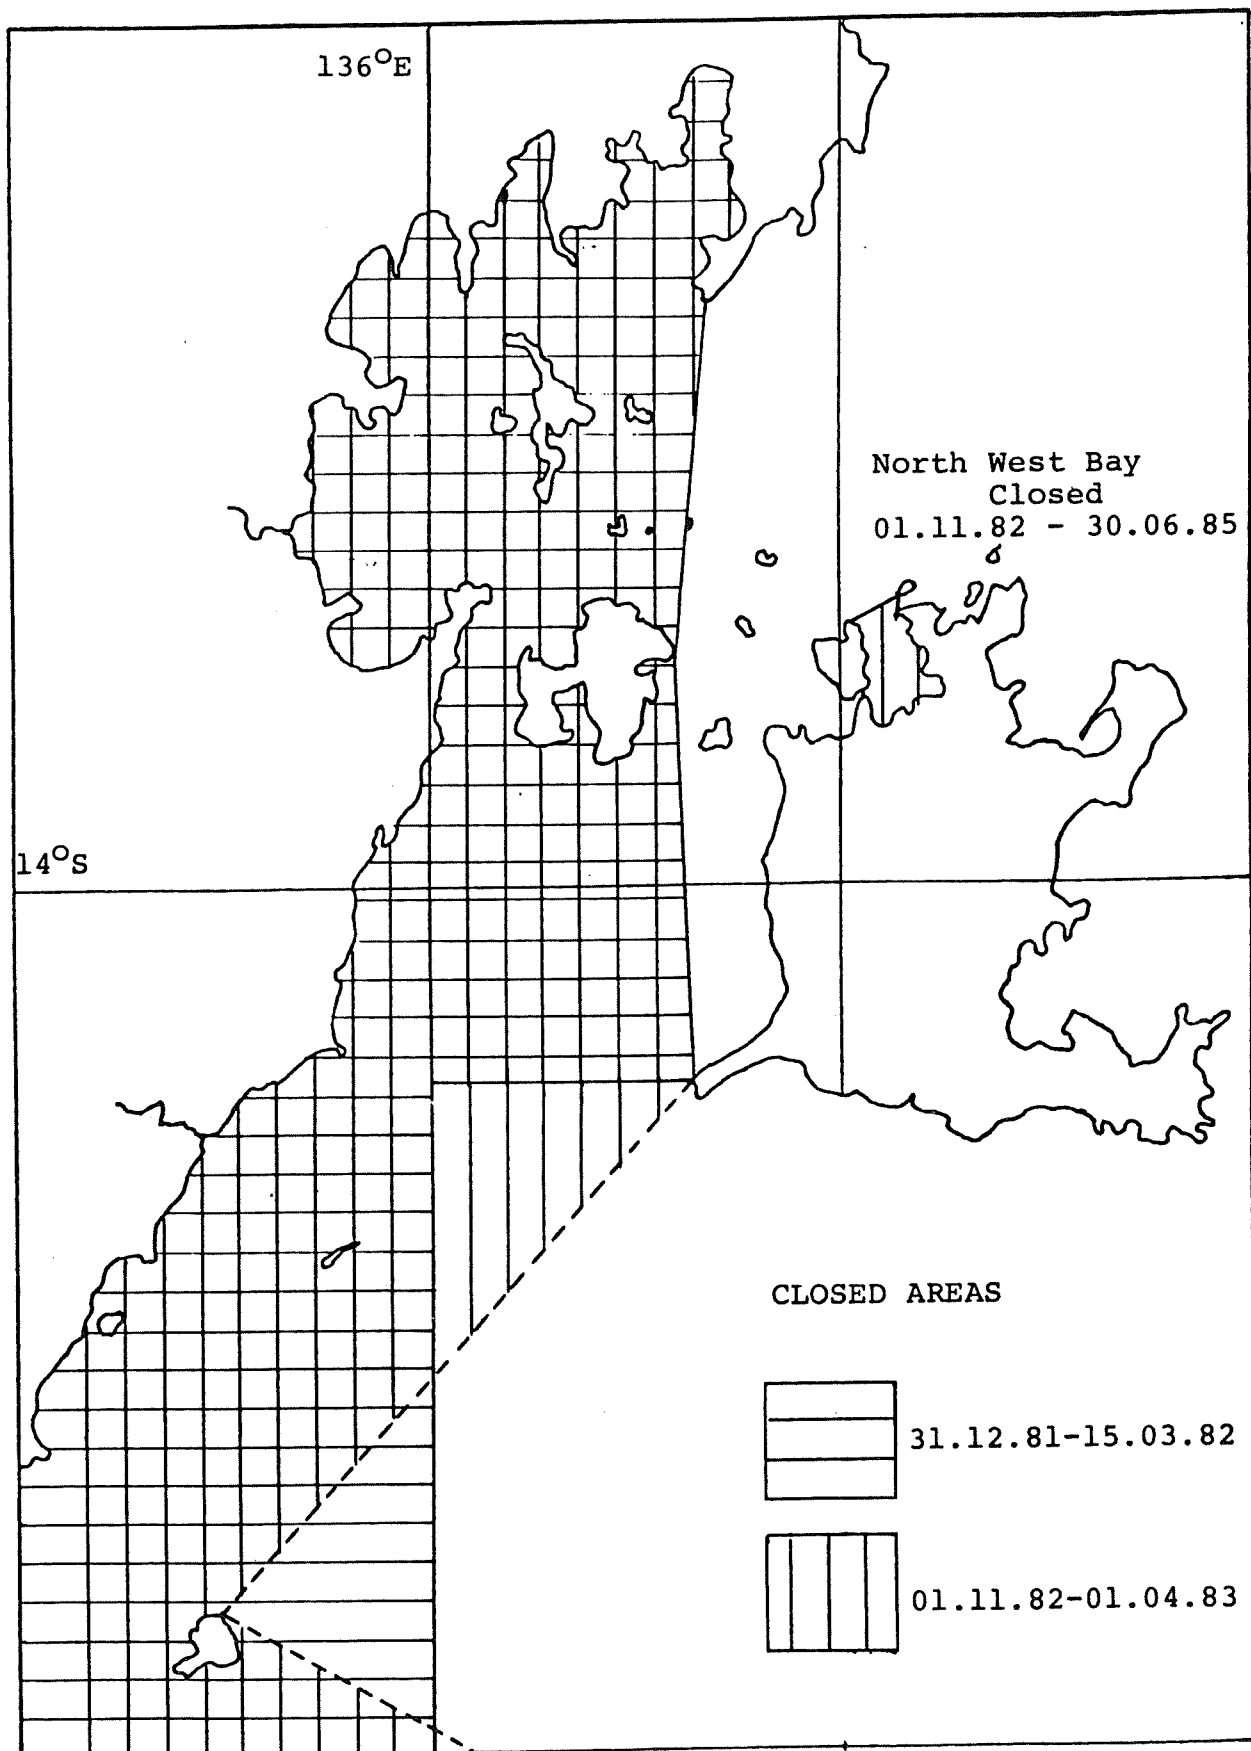 136°E
North West Bay
Closed
01.11.82 - 30.06.85
14°S
CLOSED AREAS
31.12.81-15.03.82
01.11.82-01.04.83